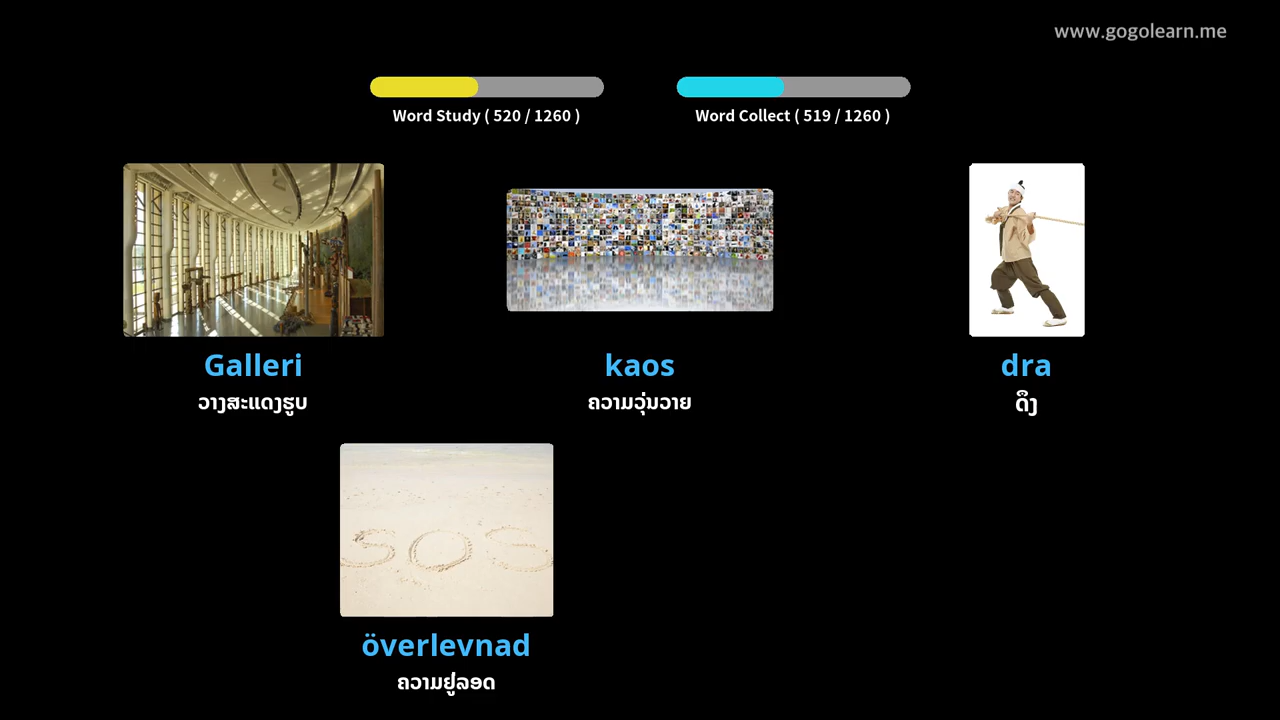 www.gogolearn.me
Word Study ( 520 / 1260 )
Word Collect ( 519 / 1260 )
Galleri
ວາງສະແດງຮູບ
kaos
ຄວາມວຸ່ນວາຍ
dra
ດຶງ
SOS
överlevnad
ຄວາມຢູ່ລອດ